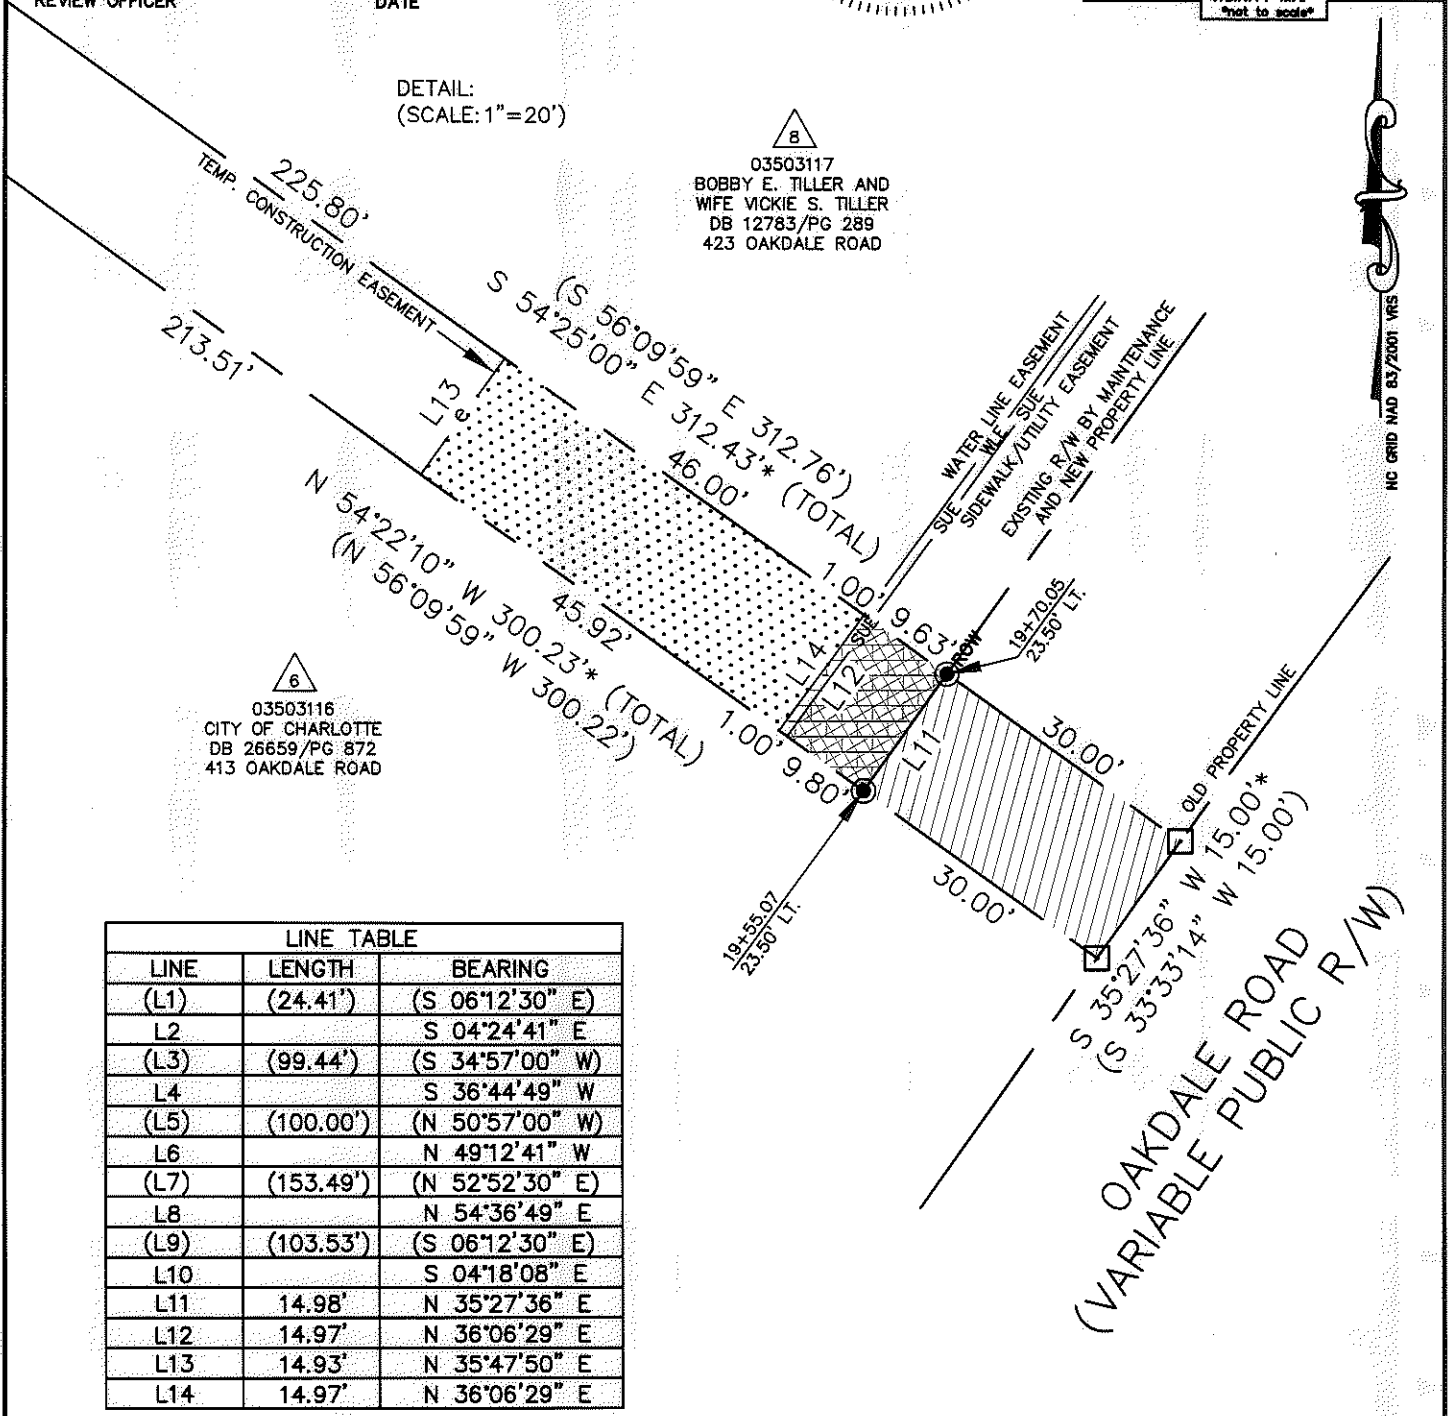 REVIEW OFFICER
DATE
*not to scale*
DETAIL:
(SCALE: 1"=20')
8
03503117
BOBBY E. TILLER AND
WIFE VICKIE S. TILLER
DB 12783/PG 289
423 OAKDALE ROAD
NC GRID NAD 83/2001 VRS
225.80'
TEMP. CONSTRUCTION EASEMENT
213.51'
L13
e
(S 56°09'59" E 312.76')
S 54°25'00" E 312.43'* (TOTAL)
46.00'
WATER LINE EASEMENT
WLE
SUE
SUE
SIDEWALK/UTILITY EASEMENT
EXISTING R/W BY MAINTENANCE
AND NEW PROPERTY LINE
N 54°22'10" W 300.23'* (TOTAL)
(N 56°09'59" W 300.22')
45.92'
1.00'
9.63'
ROW
19+70.05
23.50' LT.
SUE
L14
L12
L11
1.00'
9.80'
6
03503116
CITY OF CHARLOTTE
DB 26659/PG 872
413 OAKDALE ROAD
30.00'
OLD PROPERTY LINE
30.00'
19+55.07
23.50' LT.
S 35°27'36" W 15.00'*
(S 33°33'14" W 15.00')
OAKDALE ROAD
(VARIABLE PUBLIC R/W)
LINE TABLE
LINE LENGTH BEARING
(L1) (24.41') (S 06°12'30" E)
L2 S 04°24'41" E
(L3) (99.44') (S 34°57'00" W)
L4 S 36°44'49" W
(L5) (100.00') (N 50°57'00" W)
L6 N 49°12'41" W
(L7) (153.49') (N 52°52'30" E)
L8 N 54°36'49" E
(L9) (103.53') (S 06°12'30" E)
L10 S 04°18'08" E
L11 14.98' N 35°27'36" E
L12 14.97' N 36°06'29" E
L13 14.93' N 35°47'50" E
L14 14.97' N 36°06'29" E